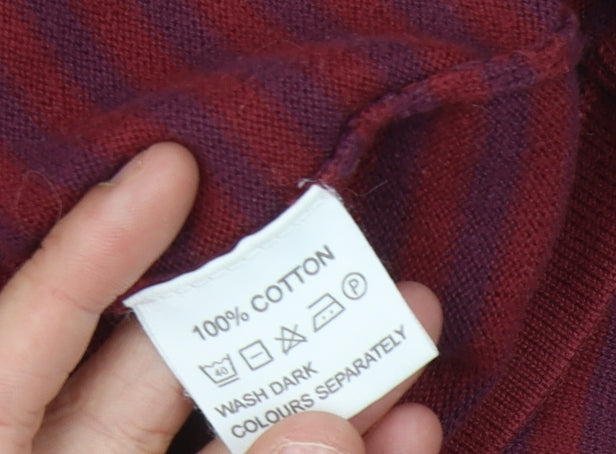 100% COTTON
40 P
WASH DARK
COLOURS SEPARATELY